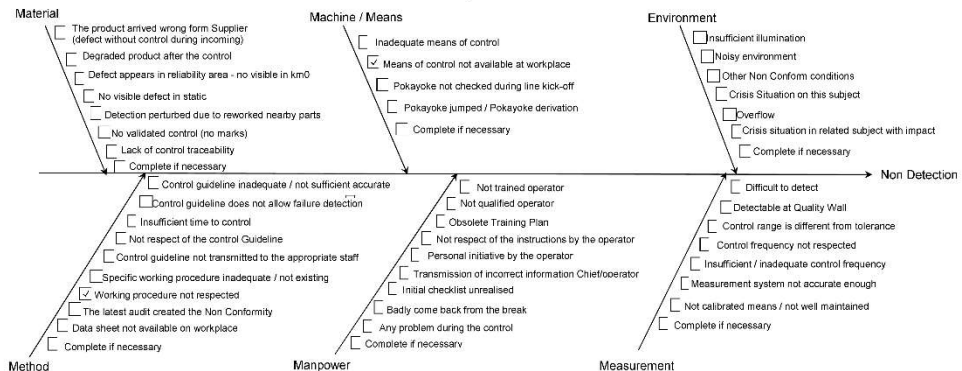 Material
The product arrived wrong form Supplier
(defect without control during incoming)
Degraded product after the control
Defect appears in reliability area - no visible in km0
No visible defect in static
Detection perturbed due to reworked nearby parts
No validated control (no marks)
Lack of control traceability
Complete if necessary
Machine / Means
Inadequate means of control
Means of control not available at workplace
Pokayoke not checked during line kick-off
Pokayoke jumped / Pokayoke derivation
Complete if necessary
Environment
Insufficient illumination
Noisy environment
Other Non Conform conditions
Crisis Situation on this subject
Overflow
Crisis situation in related subject with impact
Complete if necessary
Non Detection
Control guideline inadequate / not sufficient accurate
Control guideline does not allow failure detection
Insufficient time to control
Not respect of the control Guideline
Control guideline not transmitted to the appropriate staff
Specific working procedure inadequate / not existing
Working procedure not respected
The latest audit created the Non Conformity
Data sheet not available on workplace
Complete if necessary
Method
Not trained operator
Not qualified operator
Obsolete Training Plan
Not respect of the instructions by the operator
Personal initiative by the operator
Transmission of incorrect information Chief/operator
Initial checklist unrealised
Badly come back from the break
Any problem during the control
Complete if necessary
Manpower
Difficult to detect
Detectable at Quality Wall
Control range is different from tolerance
Control frequency not respected
Insufficient / inadequate control frequency
Measurement system not accurate enough
Not calibrated means / not well maintained
Complete if necessary
Measurement